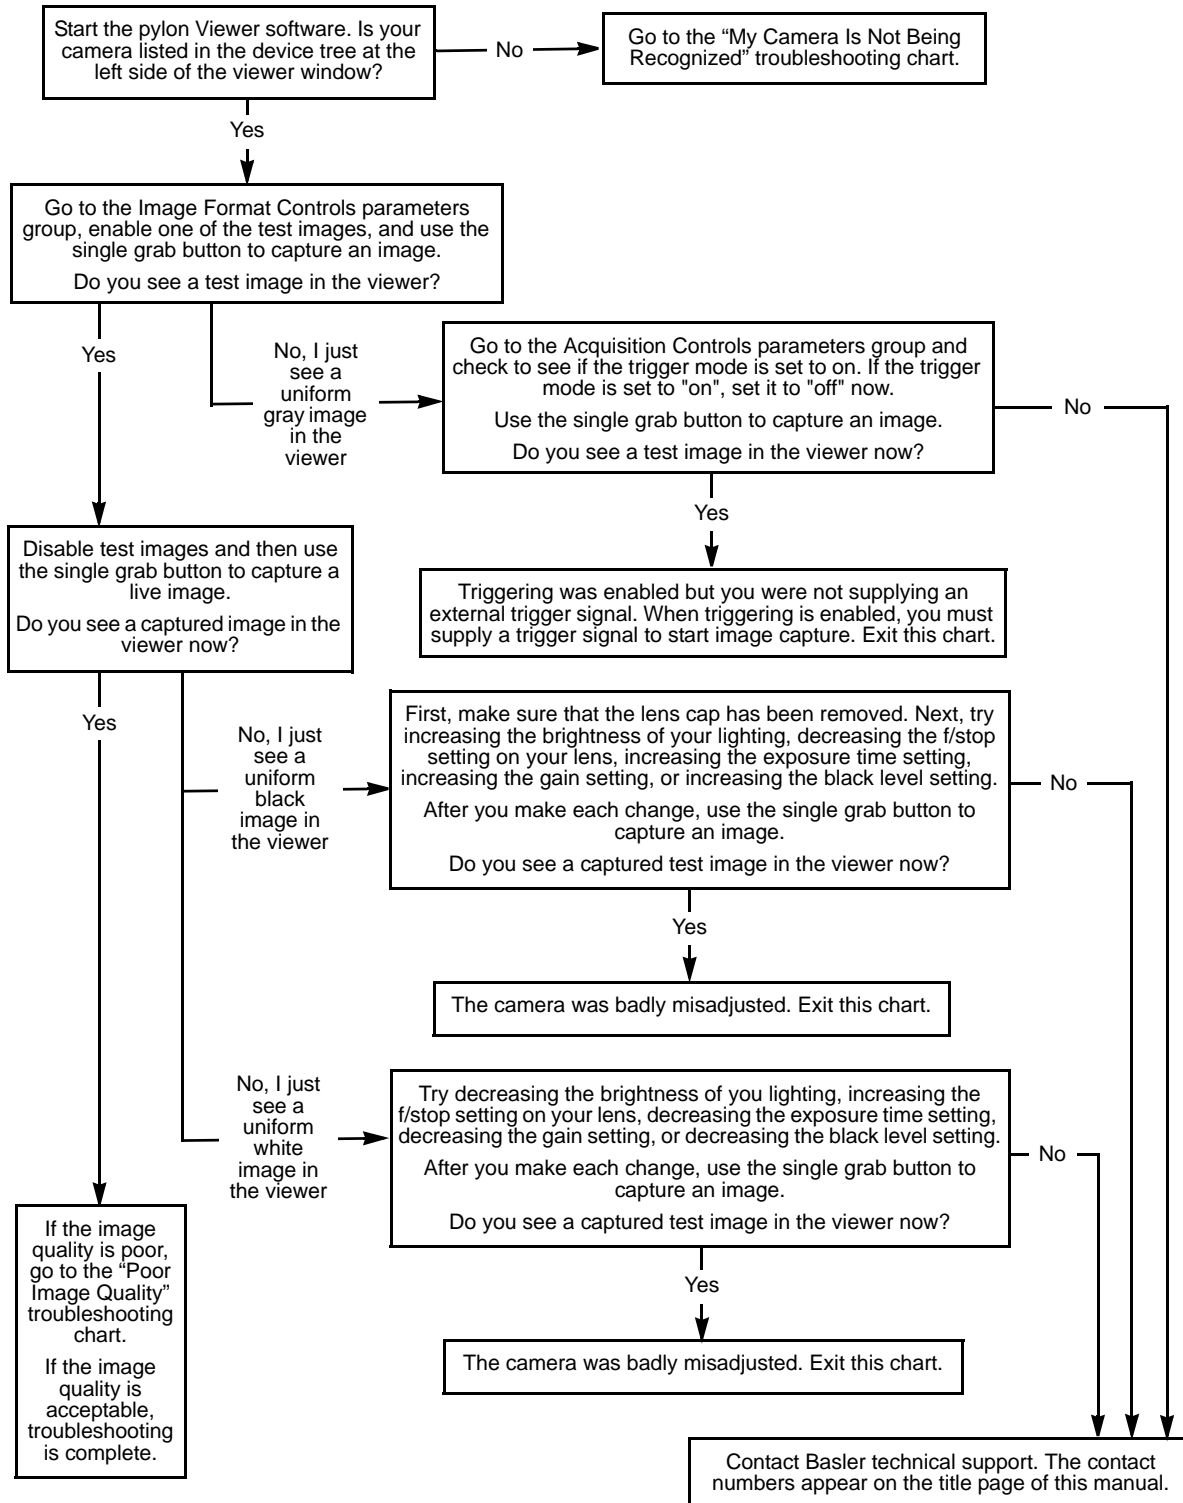 Start the pylon Viewer software. Is your
camera listed in the device tree at the
left side of the viewer window?
No
Go to the “My Camera Is Not Being
Recognized” troubleshooting chart.
Yes
Go to the Image Format Controls parameters
group, enable one of the test images, and use the
single grab button to capture an image.
Do you see a test image in the viewer?
Yes
No, I just
see a
uniform
gray image
in the
viewer
Go to the Acquisition Controls parameters group and
check to see if the trigger mode is set to on. If the trigger
mode is set to "on", set it to "off" now.
Use the single grab button to capture an image.
Do you see a test image in the viewer now?
No
Yes
Triggering was enabled but you were not supplying an
external trigger signal. When triggering is enabled, you must
supply a trigger signal to start image capture. Exit this chart.
Disable test images and then use
the single grab button to capture a
live image.
Do you see a captured image in the
viewer now?
Yes
No, I just
see a
uniform
black
image in
the viewer
First, make sure that the lens cap has been removed. Next, try
increasing the brightness of your lighting, decreasing the f/stop
setting on your lens, increasing the exposure time setting,
increasing the gain setting, or increasing the black level setting.
After you make each change, use the single grab button to
capture an image.
Do you see a captured test image in the viewer now?
No
Yes
The camera was badly misadjusted. Exit this chart.
No, I just
see a
uniform
white
image in
the viewer
Try decreasing the brightness of you lighting, increasing the
f/stop setting on your lens, decreasing the exposure time setting,
decreasing the gain setting, or decreasing the black level setting.
After you make each change, use the single grab button to
capture an image.
Do you see a captured test image in the viewer now?
No
Yes
The camera was badly misadjusted. Exit this chart.
If the image
quality is poor,
go to the “Poor
Image Quality”
troubleshooting
chart.
If the image
quality is
acceptable,
troubleshooting
is complete.
Contact Basler technical support. The contact
numbers appear on the title page of this manual.